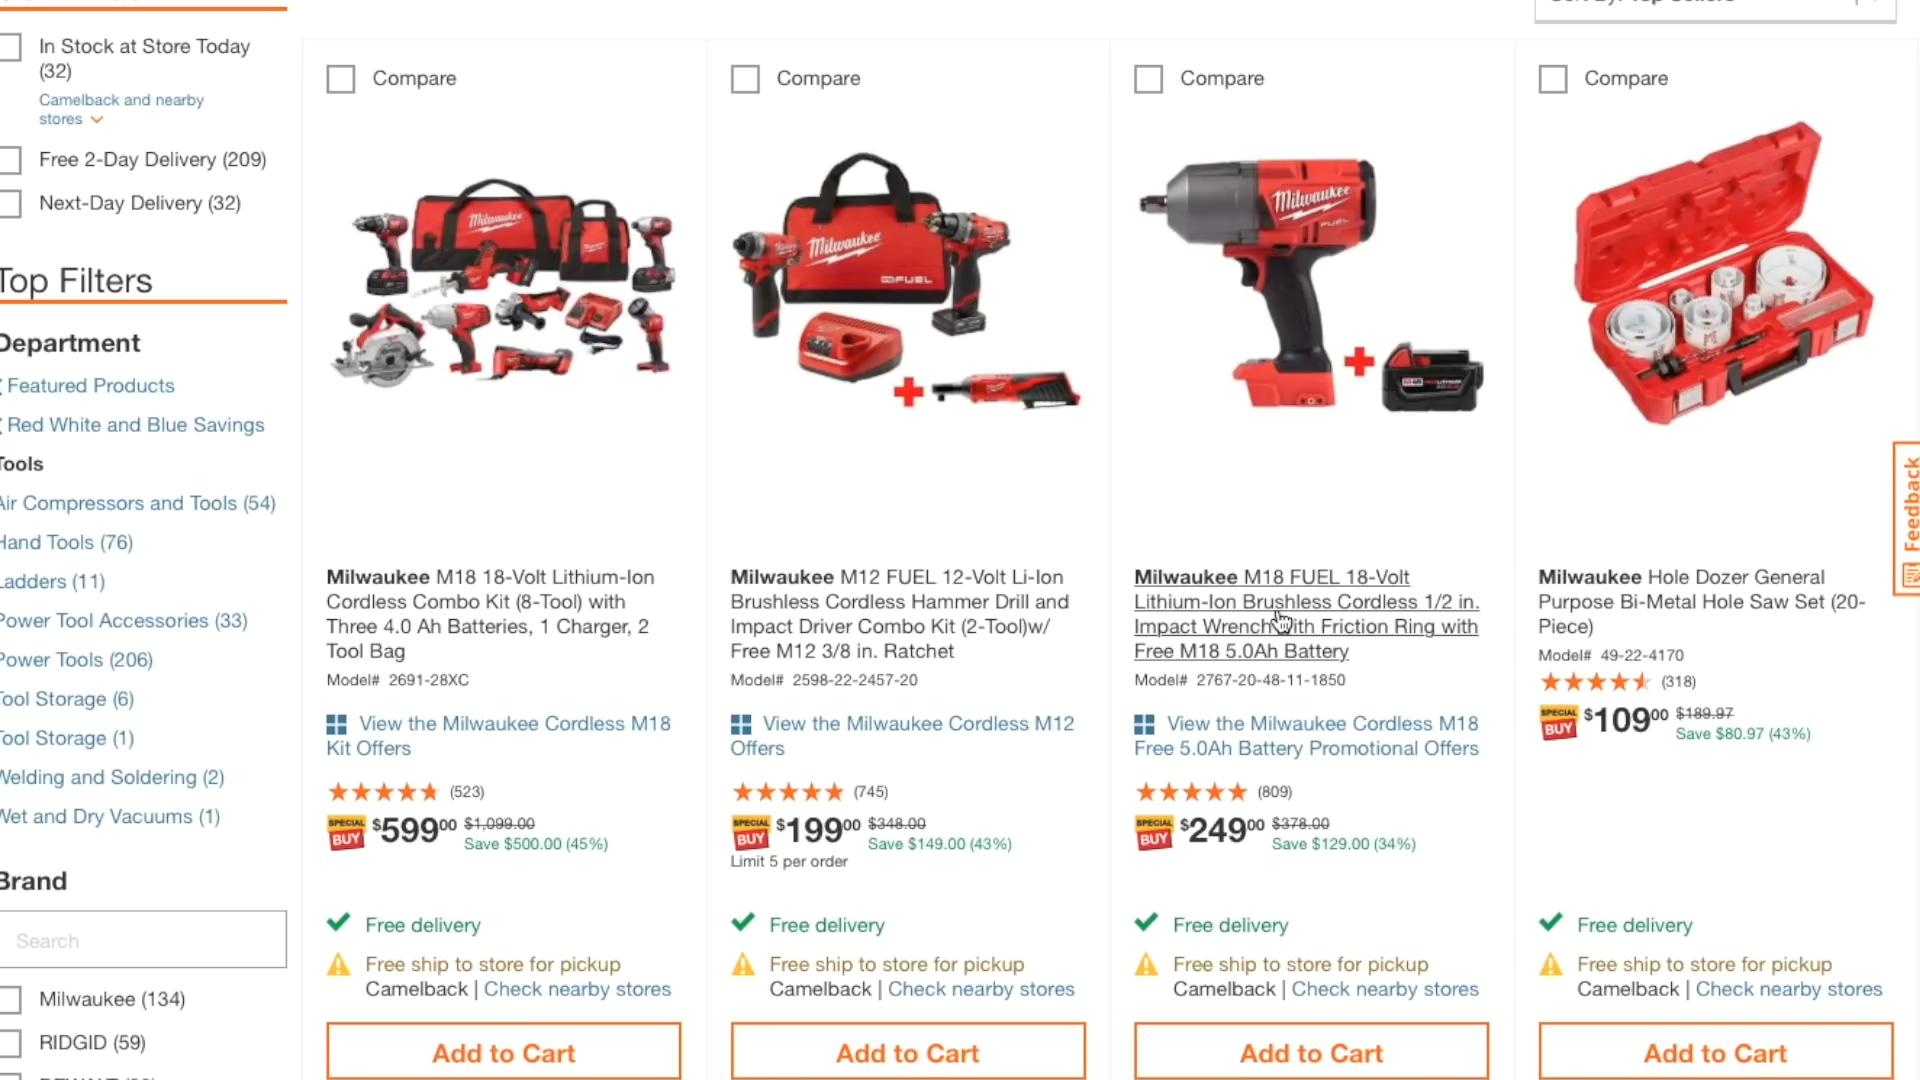 In Stock at Store Today
(32)
Camelback and nearby
stores
Free 2-Day Delivery (209)
Next-Day Delivery (32)
Top Filters
Department
Featured Products
Red White and Blue Savings
Tools
Air Compressors and Tools (54)
Hand Tools (76)
Ladders (11)
Power Tool Accessories (33)
Power Tools (206)
Tool Storage (6)
Tool Storage (1)
Welding and Soldering (2)
Wet and Dry Vacuums (1)
Brand
Search
Milwaukee (134)
RIDGID (59)
Compare
Milwaukee
Milwaukee M18 18-Volt Lithium-Ion
Cordless Combo Kit (8-Tool) with
Three 4.0 Ah Batteries, 1 Charger, 2
Tool Bag
Model# 2691-28XC
View the Milwaukee Cordless M18
Kit Offers
(523)
SPECIAL
BUY
$59900 $1,099.00
Save $500.00 (45%)
Free delivery
Free ship to store for pickup
Camelback | Check nearby stores
Add to Cart
Compare
Milwaukee
FUEL
Milwaukee M12 FUEL 12-Volt Li-Ion
Brushless Cordless Hammer Drill and
Impact Driver Combo Kit (2-Tool)w/
Free M12 3/8 in. Ratchet
Model# 2598-22-2457-20
View the Milwaukee Cordless M12
Offers
(745)
SPECIAL
BUY
$19900 $348.00
Save $149.00 (43%)
Limit 5 per order
Free delivery
Free ship to store for pickup
Camelback | Check nearby stores
Add to Cart
Compare
Milwaukee
FUEL
Milwaukee M18 FUEL 18-Volt
Lithium-Ion Brushless Cordless 1/2 in.
Impact Wrench with Friction Ring with
Free M18 5.0Ah Battery
Model# 2767-20-48-11-1850
View the Milwaukee Cordless M18
Free 5.0Ah Battery Promotional Offers
(809)
SPECIAL
BUY
$24900 $378.00
Save $129.00 (34%)
Free delivery
Free ship to store for pickup
Camelback | Check nearby stores
Add to Cart
Compare
Milwaukee Hole Dozer General
Purpose Bi-Metal Hole Saw Set (20-
Piece)
Model# 49-22-4170
(318)
SPECIAL
BUY
$10900 $189.97
Save $80.97 (43%)
Free delivery
Free ship to store for pickup
Camelback | Check nearby stores
Add to Cart
Feedback